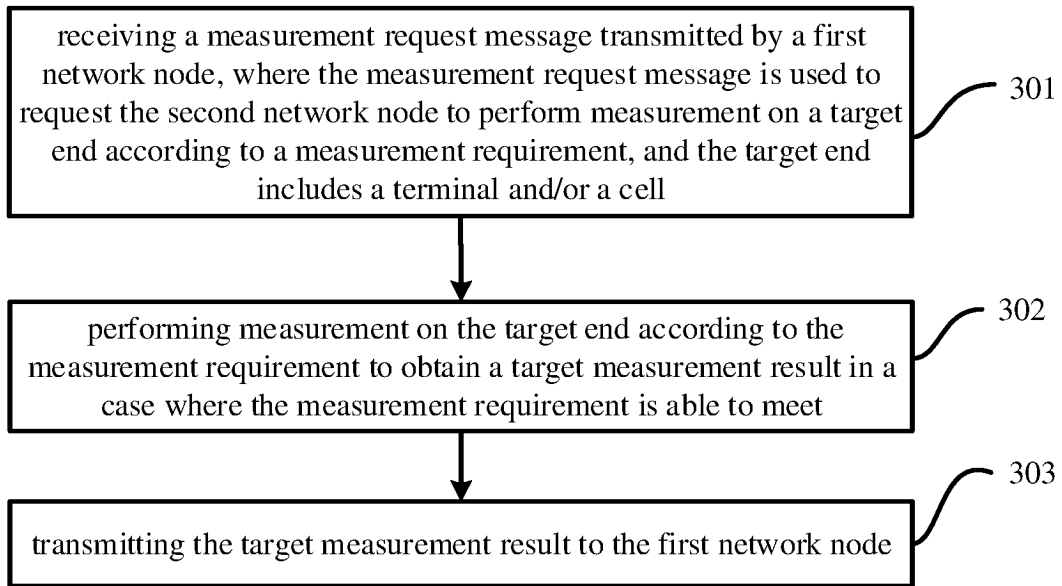 receiving a measurement request message transmitted by a first
network node, where the measurement request message is used to
request the second network node to perform measurement on a target
end according to a measurement requirement, and the target end
includes a terminal and/or a cell
301
performing measurement on the target end according to the
measurement requirement to obtain a target measurement result in a
case where the measurement requirement is able to meet
302
transmitting the target measurement result to the first network node
303